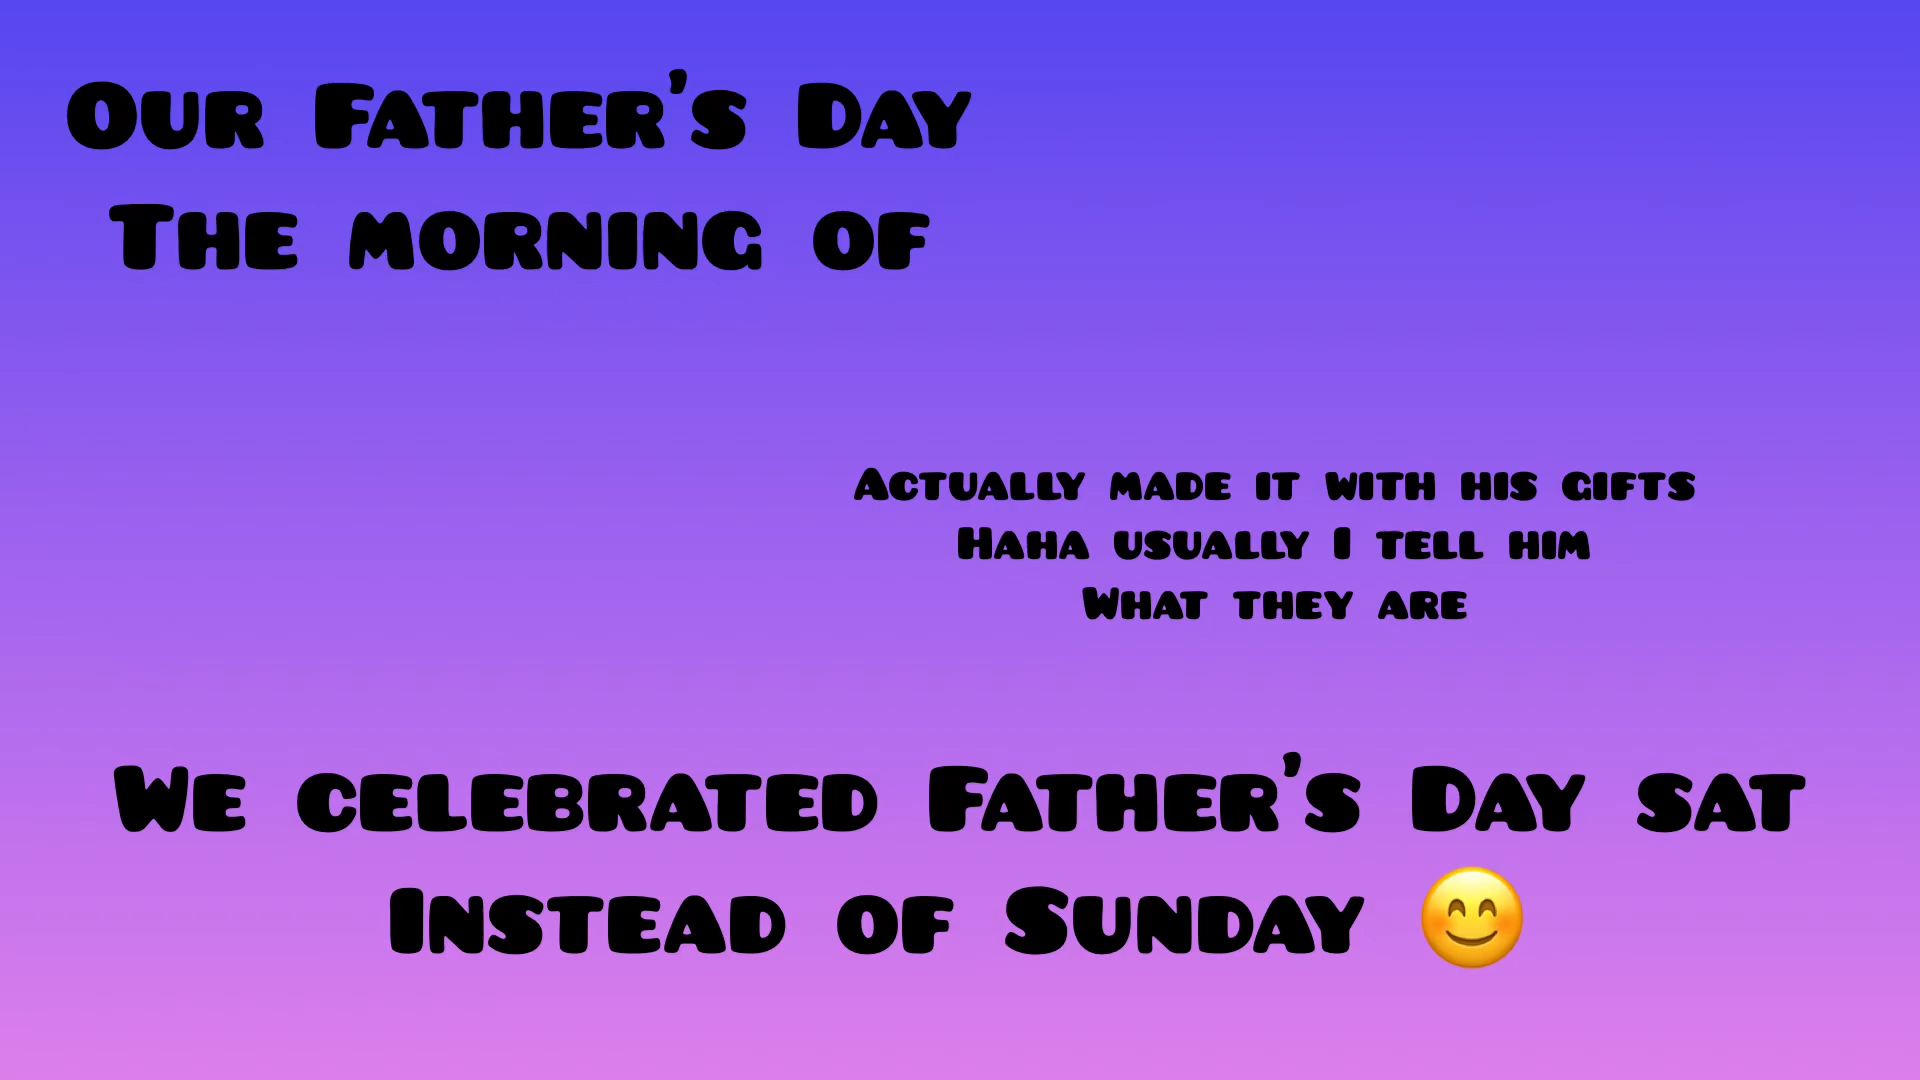 Our Father's Day
The morning of
Actually made it with his gifts
Haha usually I tell him
What they are
We celebrated Father's Day sat
Instead of Sunday 😊